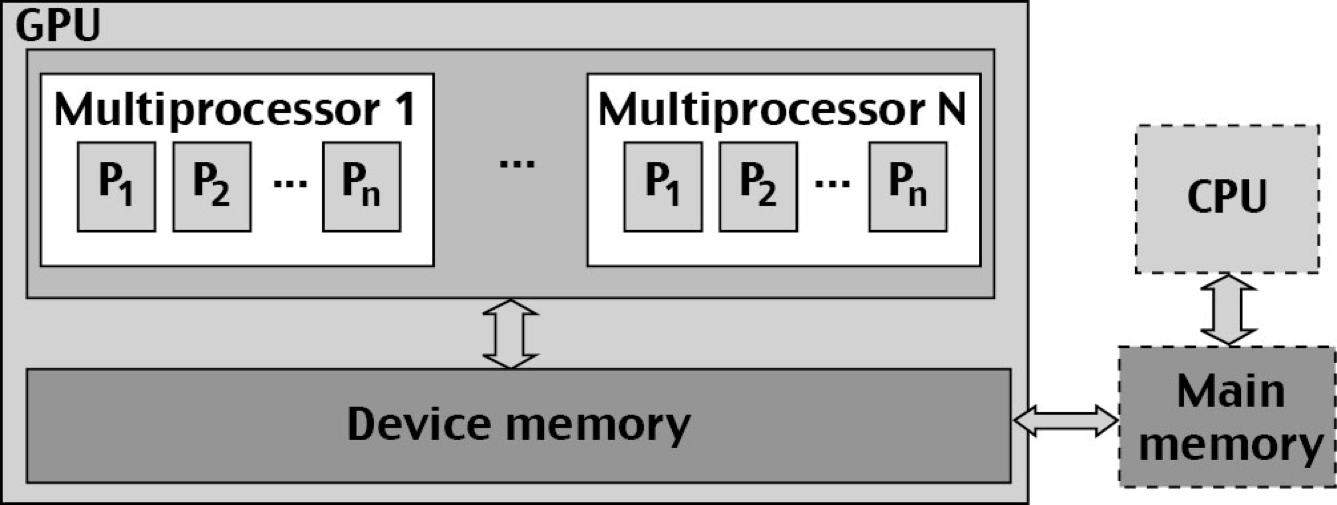 GPU
Multiprocessor 1
P1 P2 ... Pn
...
Multiprocessor N
P1 P2 ... Pn
CPU
Device memory
Main
memory